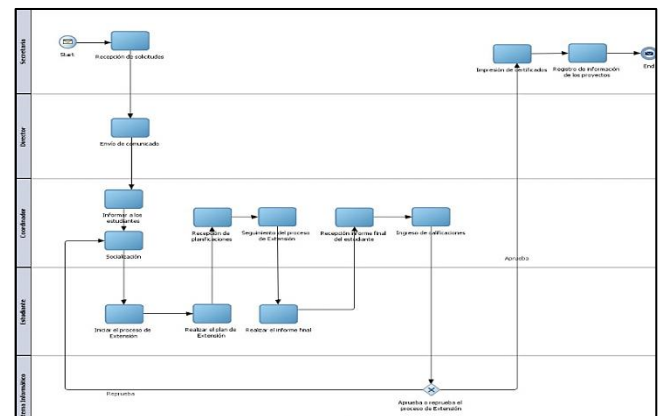 Secretaria
Start
Recepción de solicitudes
Impresión de certificados
Registro de información
de los proyectos
End
Director
Envío de comunicado
Coordinador
Informar a los
estudiantes
Socialización
Recepción de
planificaciones
Seguimiento del proceso
de Extensión
Recepción informe final
del estudiante
Ingreso de calificaciones
Aprueba
Estudiante
Iniciar el proceso de
Extensión
Realizar el plan de
Extensión
Realizar el informe final
Informático
Reprueba
Aprueba o reprueba el
proceso de Extensión